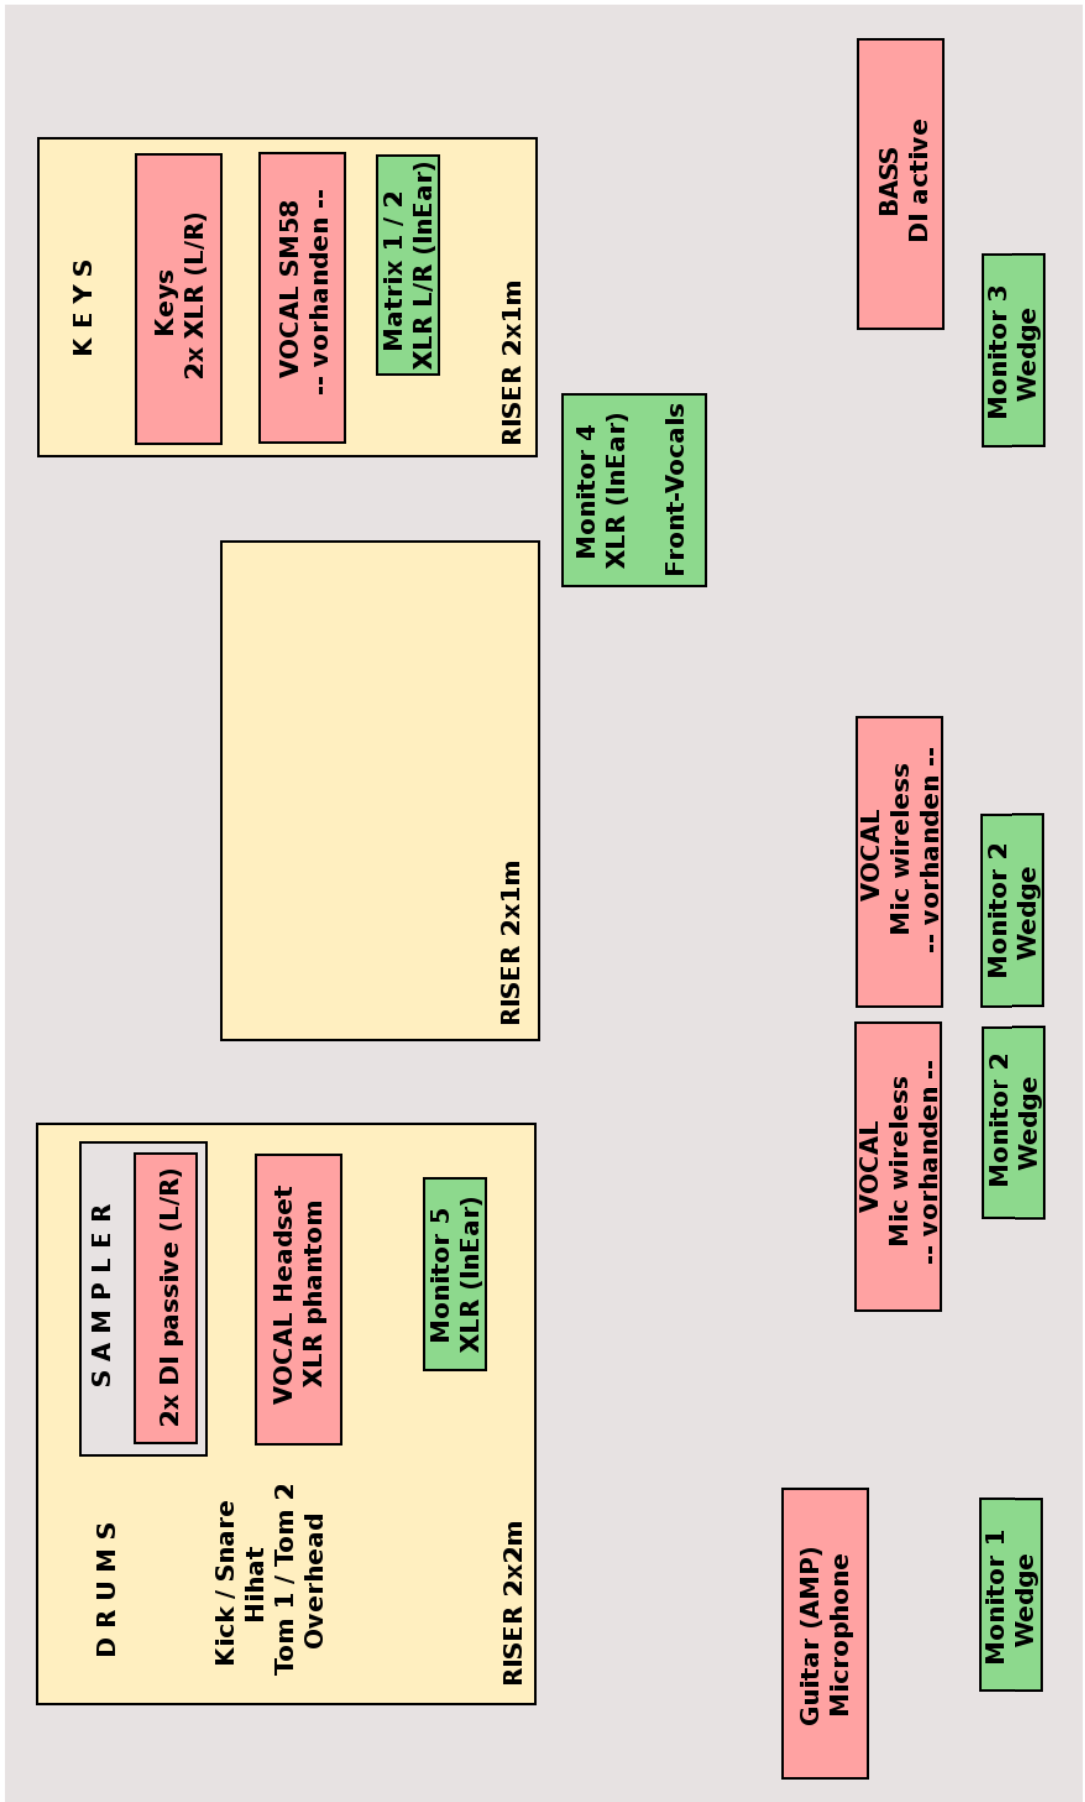 D R U M S
Kick / Snare
Hihat
Tom 1 / Tom 2
Overhead
RISER 2x2m
S A M P L E R
2x DI passive (L/R)
VOCAL Headset
XLR phantom
Monitor 5
XLR (InEar)
RISER 2x1m
K E Y S
Keys
2x XLR (L/R)
VOCAL SM58
-- vorhanden --
Matrix 1 / 2
XLR L/R (InEar)
RISER 2x1m
Monitor 4
XLR (InEar)
Front-Vocals
Guitar (AMP)
Microphone
VOCAL
Mic wireless
-- vorhanden --
VOCAL
Mic wireless
-- vorhanden --
BASS
DI active
Monitor 1
Wedge
Monitor 2
Wedge
Monitor 2
Wedge
Monitor 3
Wedge